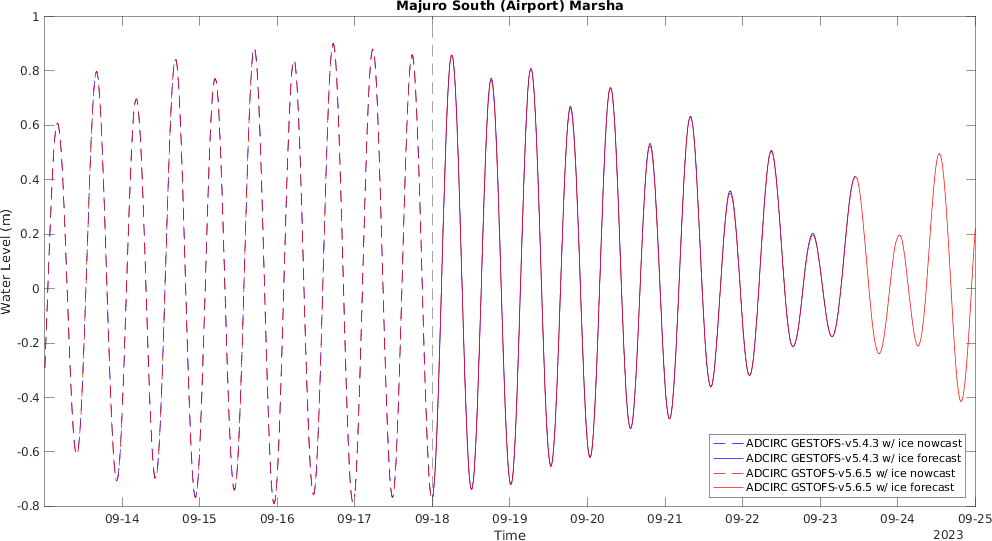 Majuro South (Airport) Marsha
1
0.8
0.6
0.4
0.2
0
-0.2
-0.4
-0.6
-0.8
Water Level (m)
ADCIRC GESTOFS-v5.4.3 w/ ice nowcast
ADCIRC GESTOFS-v5.4.3 w/ ice forecast
ADCIRC GSTOFS-v5.6.5 w/ ice nowcast
ADCIRC GSTOFS-v5.6.5 w/ ice forecast
09-14 09-15 09-16 09-17 09-18 09-19 09-20 09-21 09-22 09-23 09-24 09-25
Time
2023